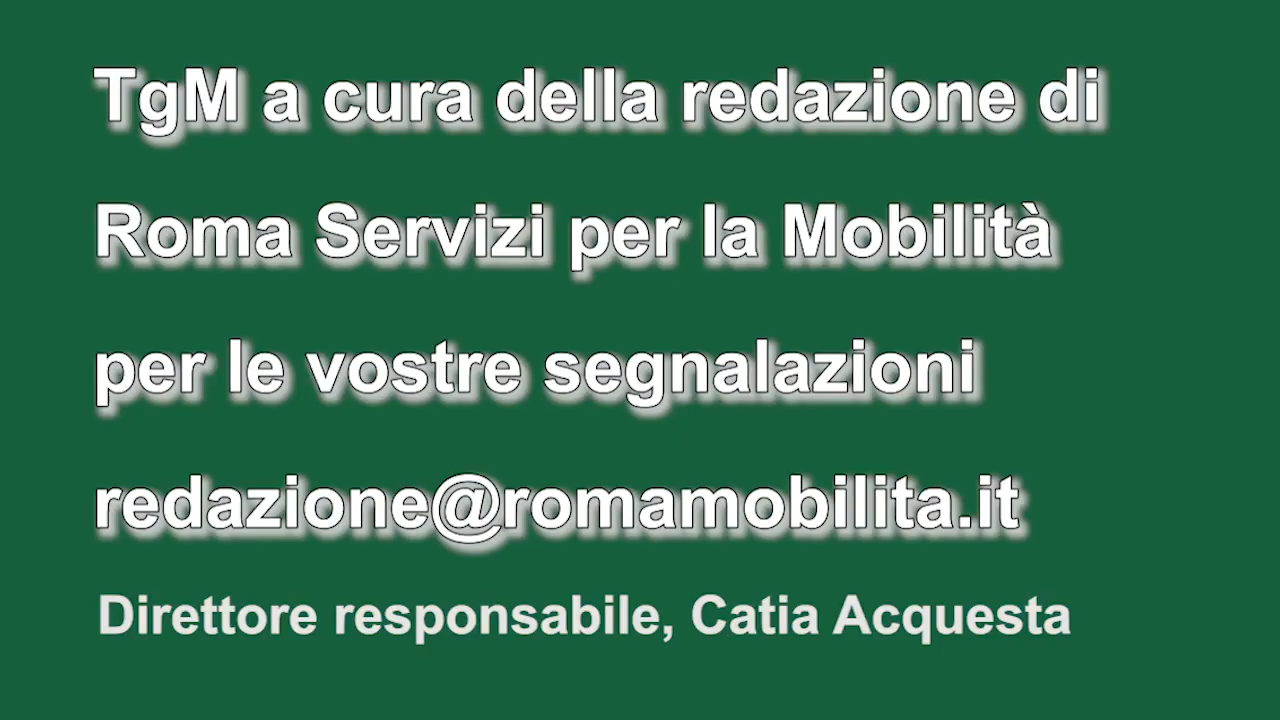 TgM a cura della redazione di
Roma Servizi per la Mobilità
per le vostre segnalazioni
redazione@romamobilita.it
Direttore responsabile, Catia Acquesta